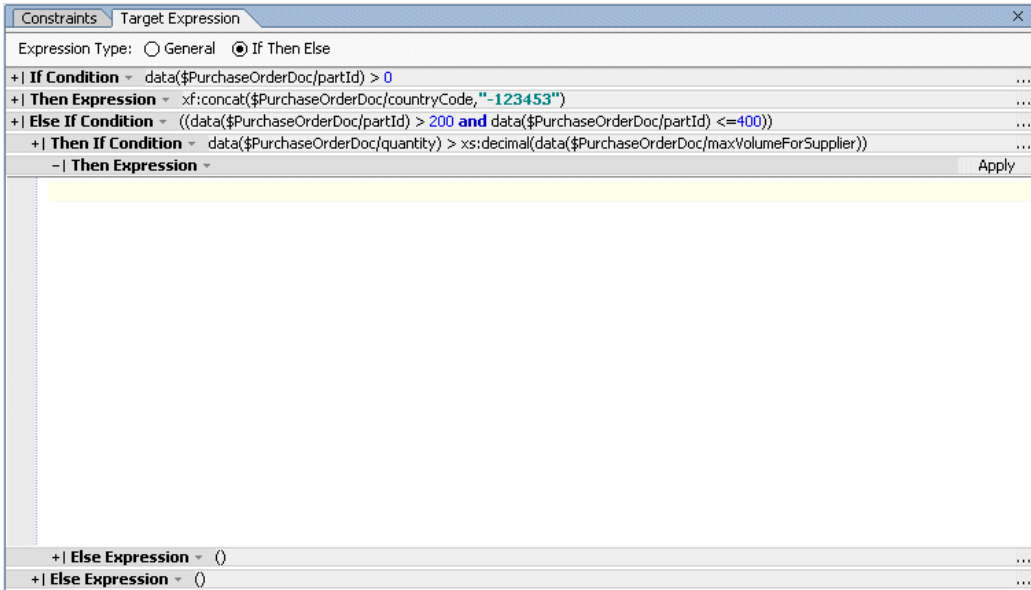 Constraints Target Expression
Expression Type: General If Then Else
+| If Condition data($PurchaseOrderDoc/partId) > 0 ...
+| Then Expression xf:concat($PurchaseOrderDoc/countryCode,"-123453") ...
+| Else If Condition ((data($PurchaseOrderDoc/partId) > 200 and data($PurchaseOrderDoc/partId) <=400)) ...
+| Then If Condition data($PurchaseOrderDoc/quantity) > xs:decimal(data($PurchaseOrderDoc/maxVolumeForSupplier)) ...
-| Then Expression Apply
+| Else Expression () ...
+| Else Expression () ...